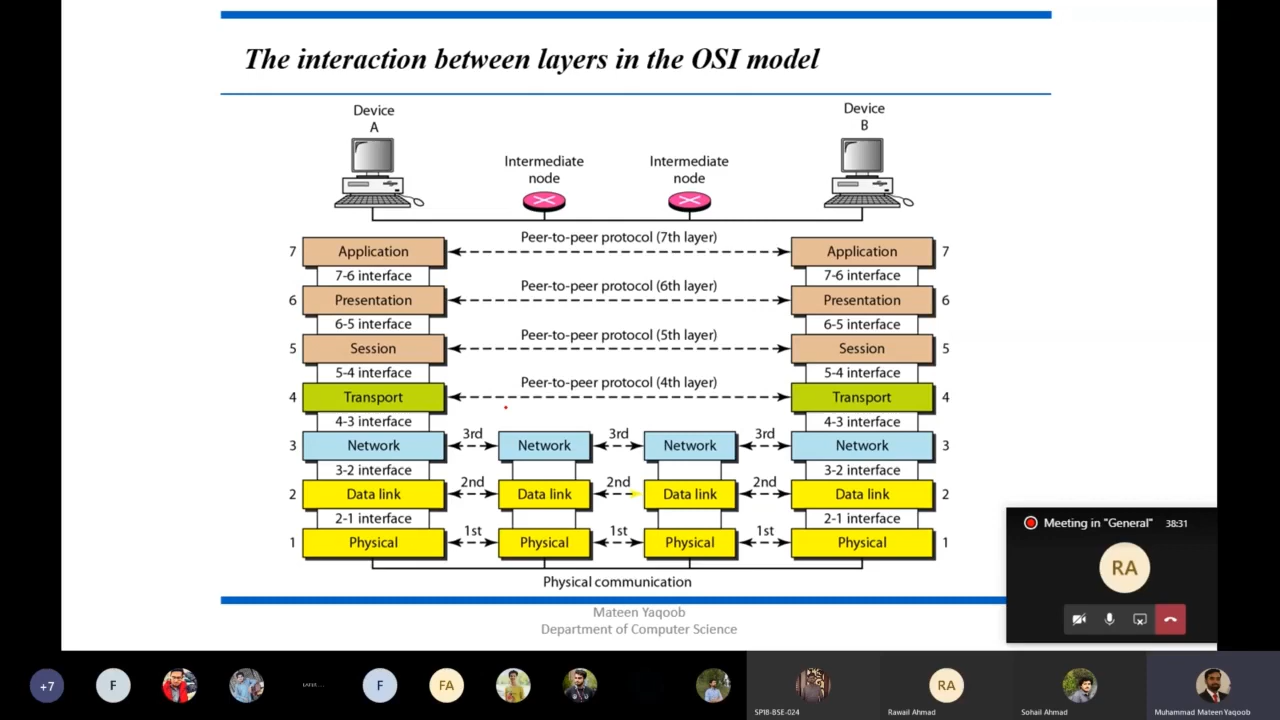 The interaction between layers in the OSI model
Device
A
Device
B
Intermediate
node
Intermediate
node
Peer-to-peer protocol (7th layer)
7 Application Application 7
7-6 interface 7-6 interface
Peer-to-peer protocol (6th layer)
6 Presentation Presentation 6
6-5 interface 6-5 interface
Peer-to-peer protocol (5th layer)
5 Session Session 5
5-4 interface 5-4 interface
Peer-to-peer protocol (4th layer)
4 Transport Transport 4
4-3 interface 4-3 interface
3rd 3rd 3rd
3 Network Network Network Network 3
3-2 interface 3-2 interface
2nd 2nd 2nd
2 Data link Data link Data link Data link 2
2-1 interface 2-1 interface
1st 1st 1st
1 Physical Physical Physical Physical 1
Physical communication
Mateen Yaqoob
Department of Computer Science
Meeting in "General" 38:31
RA
+7 F F FA RA
SP18-BSE-024 Rawail Ahmad Sohail Ahmad Muhammad Mateen Yaqoob